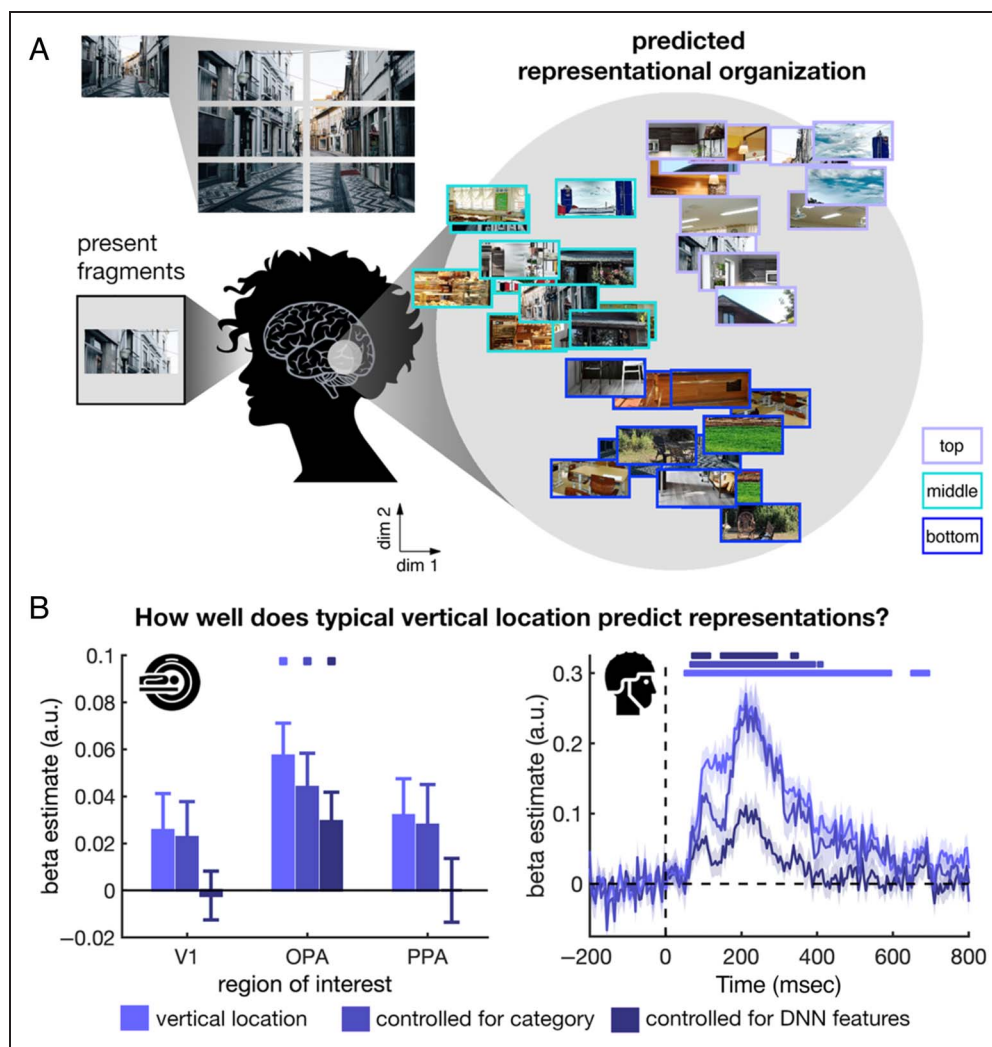 A
predicted
representational organization
present
fragments
top
middle
bottom
dim 2
dim 1
B
How well does typical vertical location predict representations?
0.1
0.08
0.06
0.04
0.02
0
−0.02
beta estimate (a.u.)
V1
OPA
PPA
region of interest
0.3
0.2
0.1
0
beta estimate (a.u.)
−200
0
200
400
600
800
Time (msec)
vertical location
controlled for category
controlled for DNN features